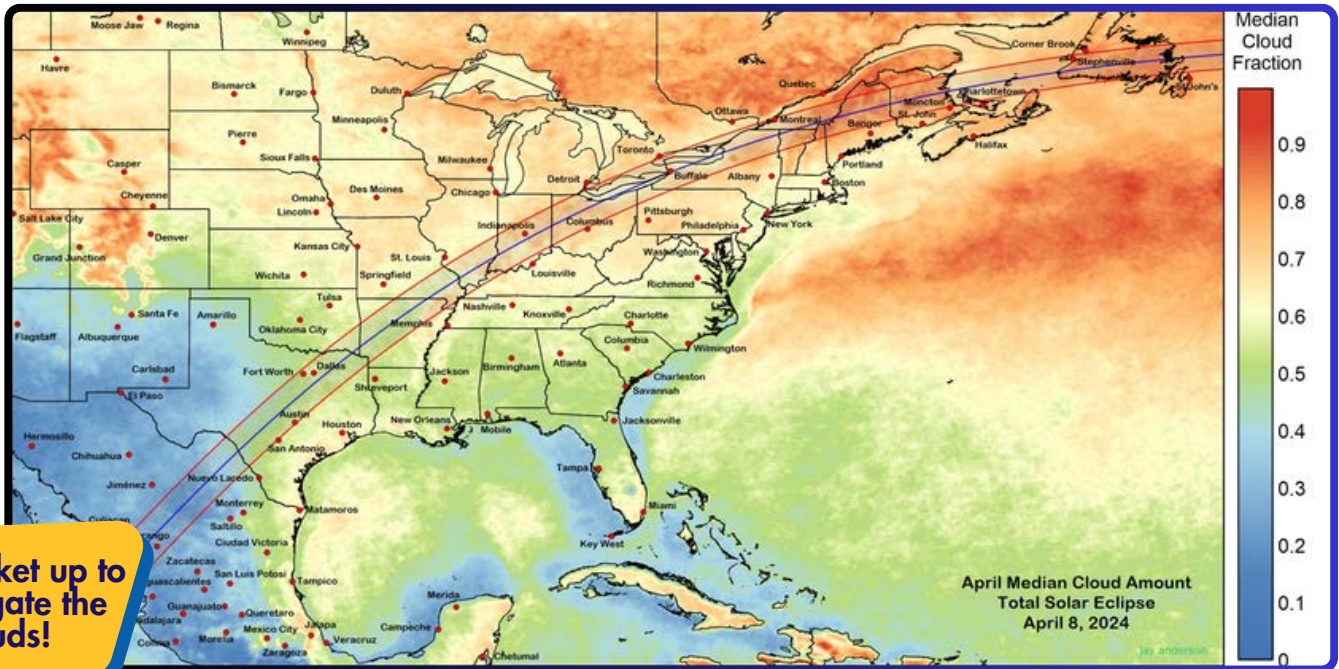 Moose Jaw
Regina
Winnipeg
Havre
Bismarck
Fargo
Duluth
Minneapolis
Pierre
Sioux Falls
Casper
Cheyenne
Salt Lake City
Denver
Grand Junction
Omaha
Lincoln
Des Moines
Milwaukee
Chicago
Detroit
Toronto
Ottawa
Montreal
Quebec
Corner Brook
Stephenville
St John's
Charlottetown
Moncton
St. John
Bangor
Halifax
Portland
Boston
Albany
Buffalo
New York
Pittsburgh
Philadelphia
Washington
Richmond
Indianapolis
Columbus
Louisville
Kansas City
St. Louis
Springfield
Wichita
Tulsa
Oklahoma City
Santa Fe
Amarillo
Albuquerque
Flagstaff
Carlsbad
El Paso
Nashville
Knoxville
Charlotte
Columbia
Wilmington
Memphis
Birmingham
Atlanta
Charleston
Savannah
Jackson
Fort Worth
Dallas
Shreveport
Austin
Houston
San Antonio
New Orleans
Mobile
Jacksonville
Tampa
Miami
Key West
Hermosillo
Chihuahua
Jiménez
Nuevo Laredo
Monterrey
Saltillo
Matamoros
Ciudad Victoria
Culiacan
Zacatecas
San Luis Potosi
Tampico
Guanajuato
Queretaro
Morelia
Mexico City
Jalapa
Veracruz
Zaragoza
Merida
Campeche
Chetumal
ket up to
gate the
uds!
April Median Cloud Amount
Total Solar Eclipse
April 8, 2024
jay anderson
Median
Cloud
Fraction
0.9
0.8
0.7
0.6
0.5
0.4
0.3
0.2
0.1
0